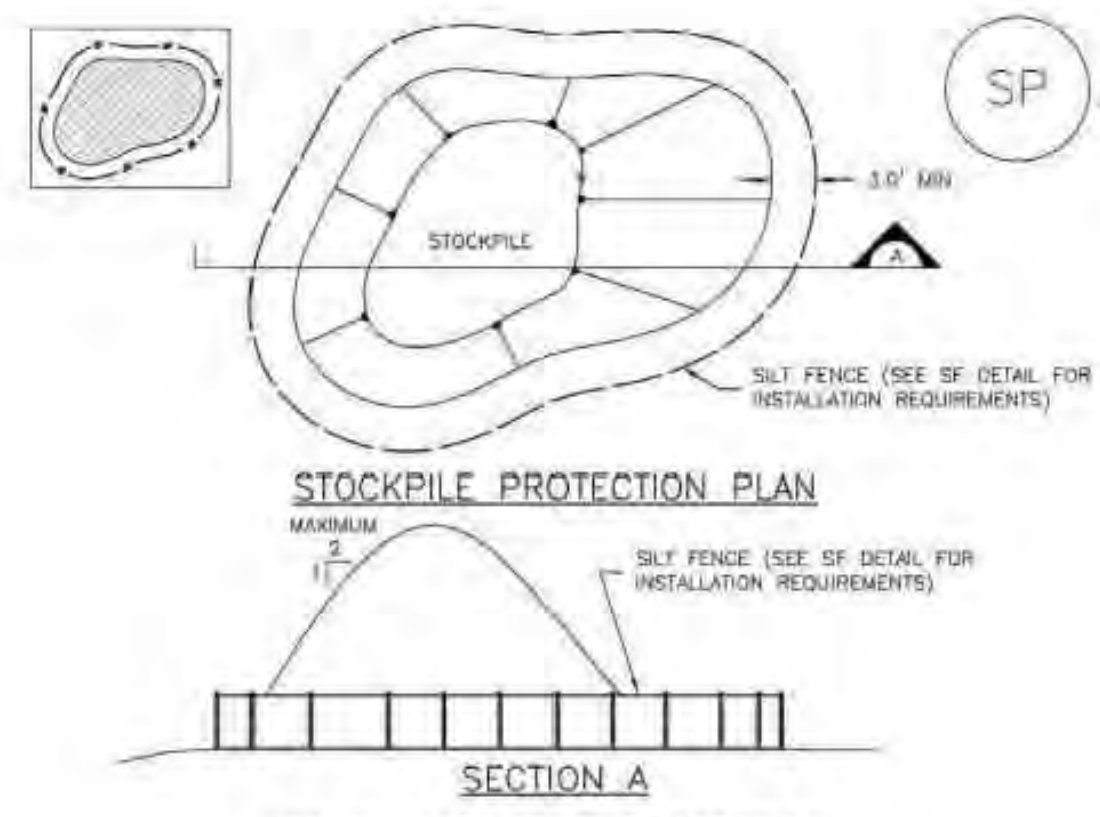 SP
3.0' MIN
STOCKPILE
A
SILT FENCE (SEE SF DETAIL FOR
INSTALLATION REQUIREMENTS)
STOCKPILE PROTECTION PLAN
MAXIMUM
2
1
SILT FENCE (SEE SF DETAIL FOR
INSTALLATION REQUIREMENTS)
SECTION A